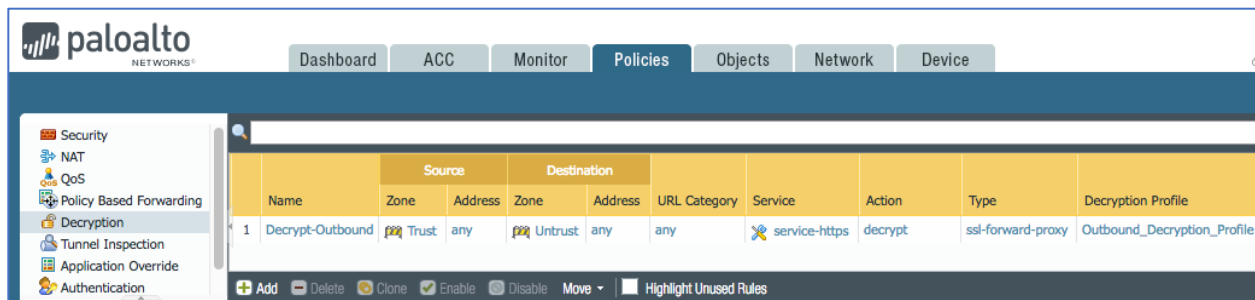 paloalto
NETWORKS®
Dashboard ACC Monitor Policies Objects Network Device
Security
NAT
QoS
Policy Based Forwarding
Decryption
Tunnel Inspection
Application Override
Authentication
Source Destination
Name Zone Address Zone Address URL Category Service Action Type Decryption Profile
1 Decrypt-Outbound Trust any Untrust any any service-https decrypt ssl-forward-proxy Outbound_Decryption_Profile
Add Delete Clone Enable Disable Move Highlight Unused Rules